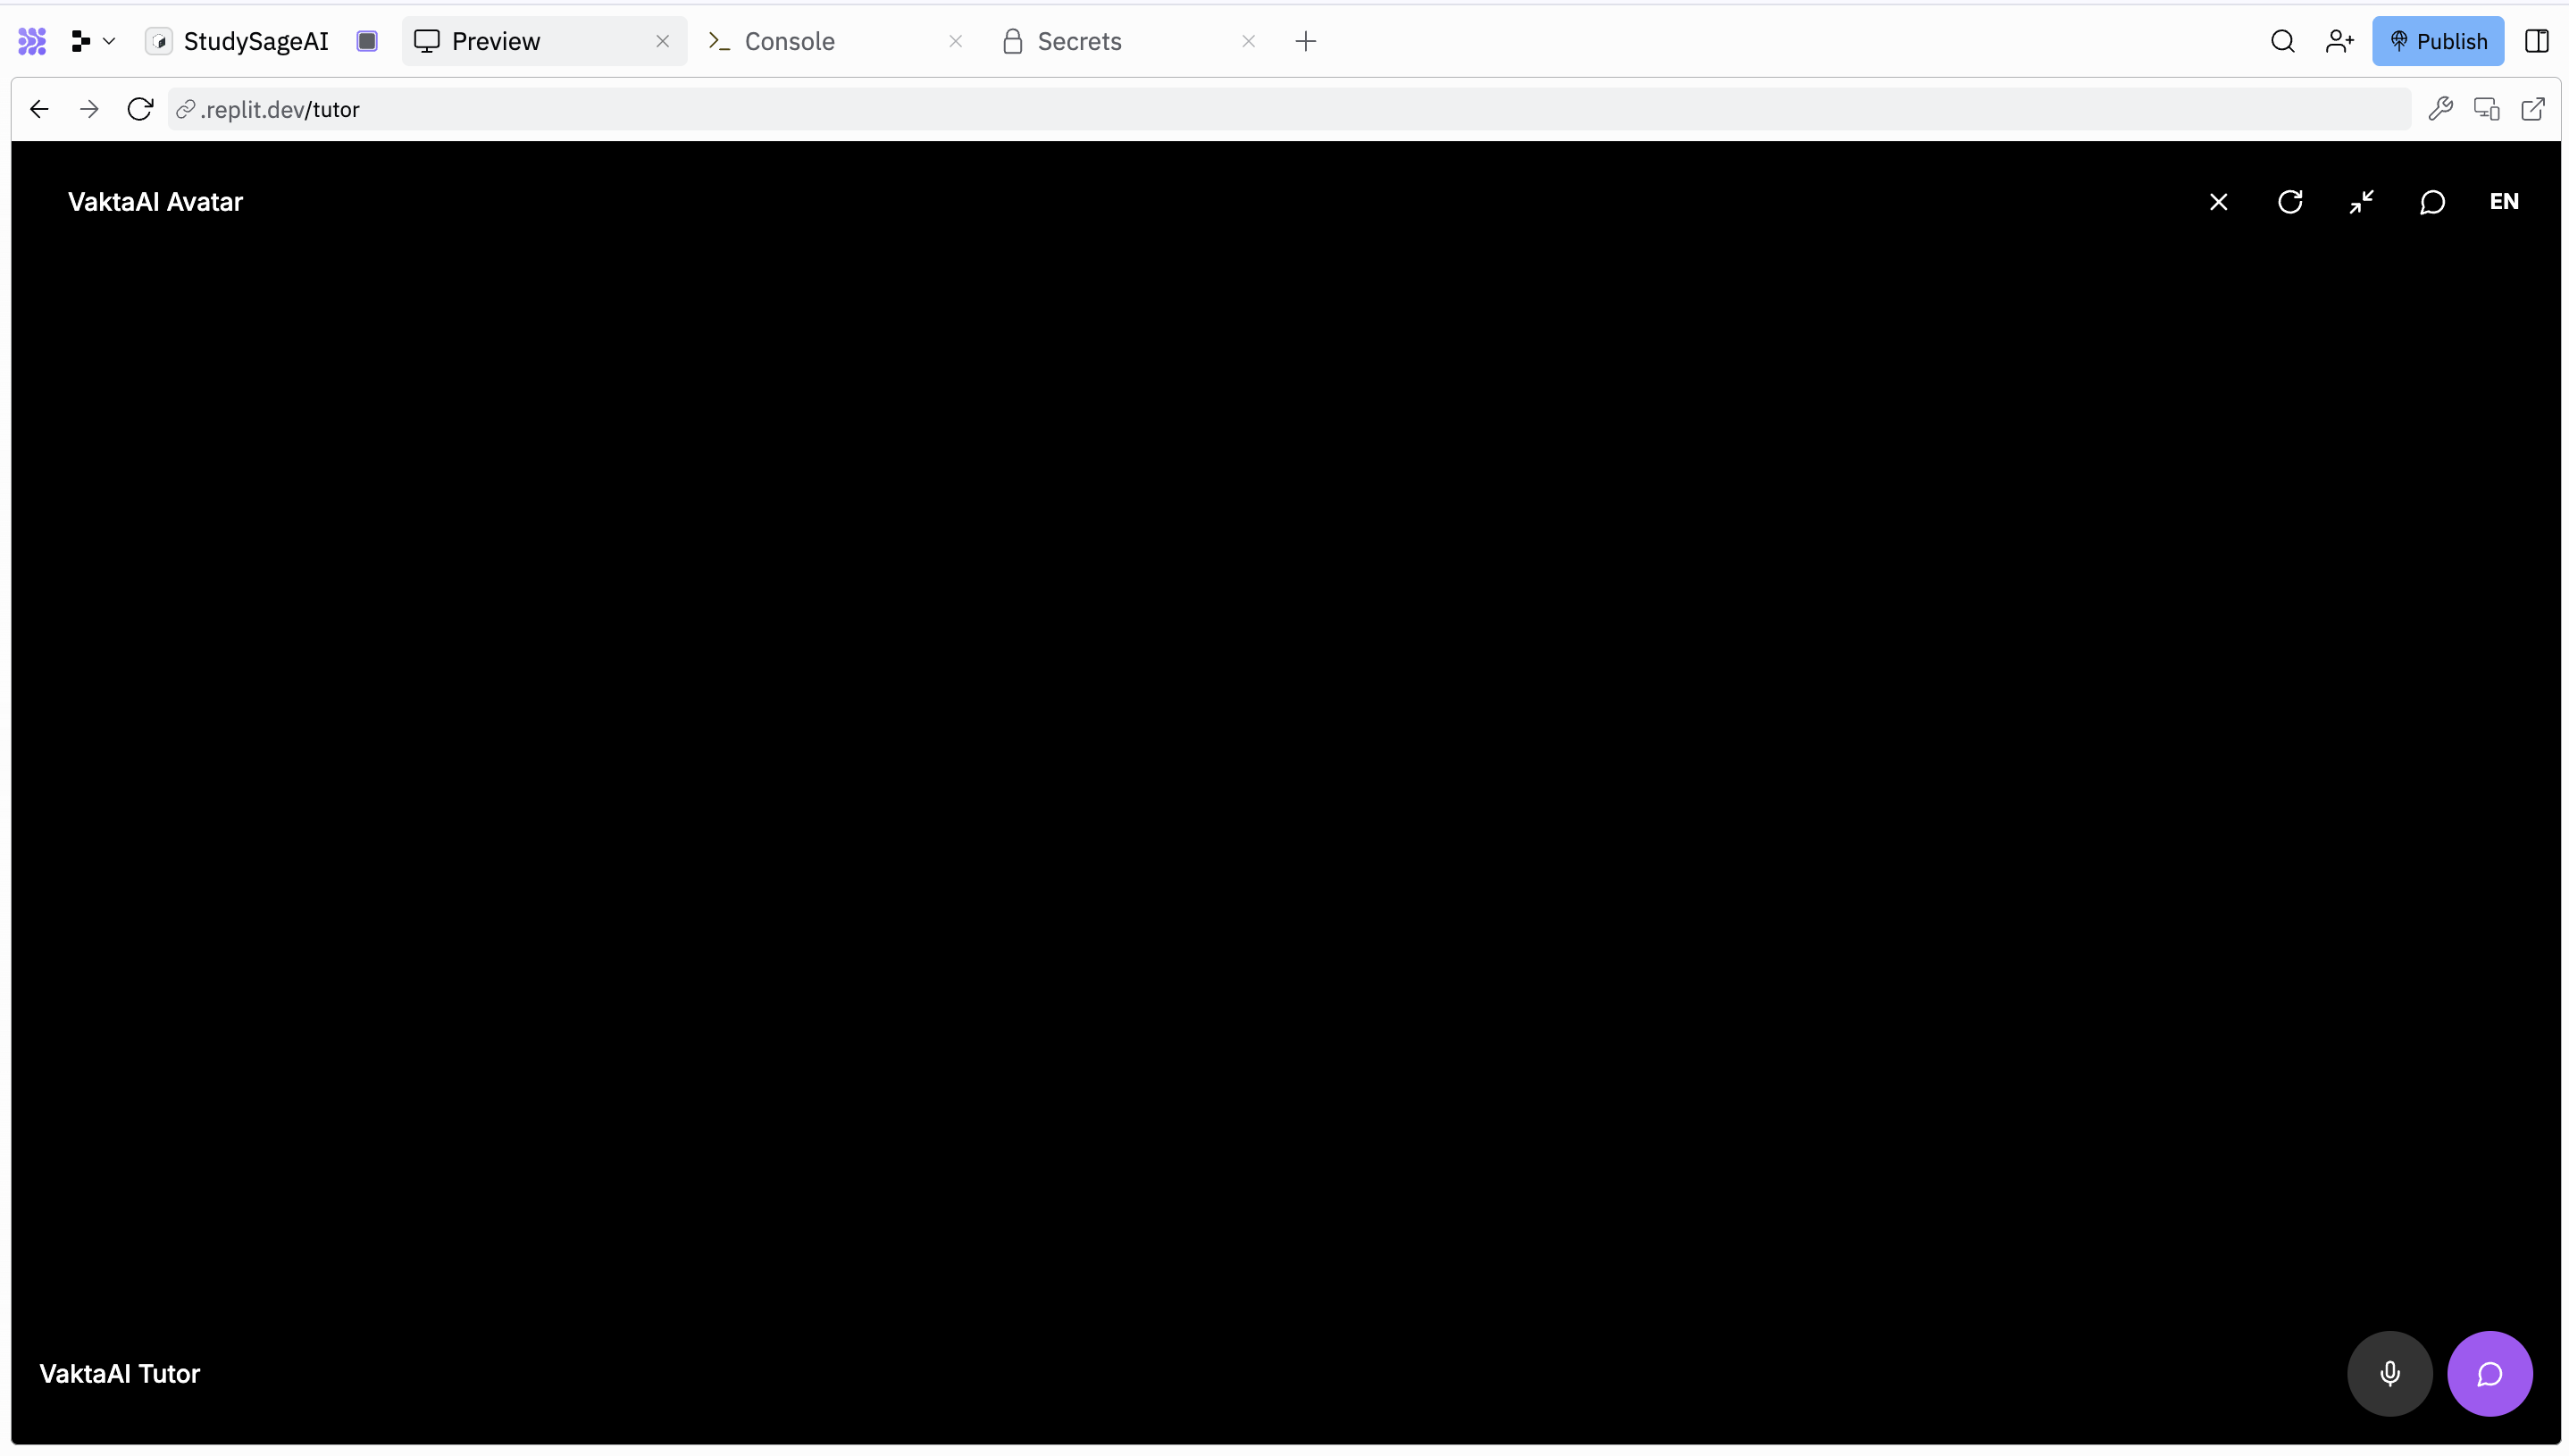 StudySageAI Preview Console Secrets Publish
.replit.dev/tutor
VaktaAI Avatar EN
VaktaAI Tutor